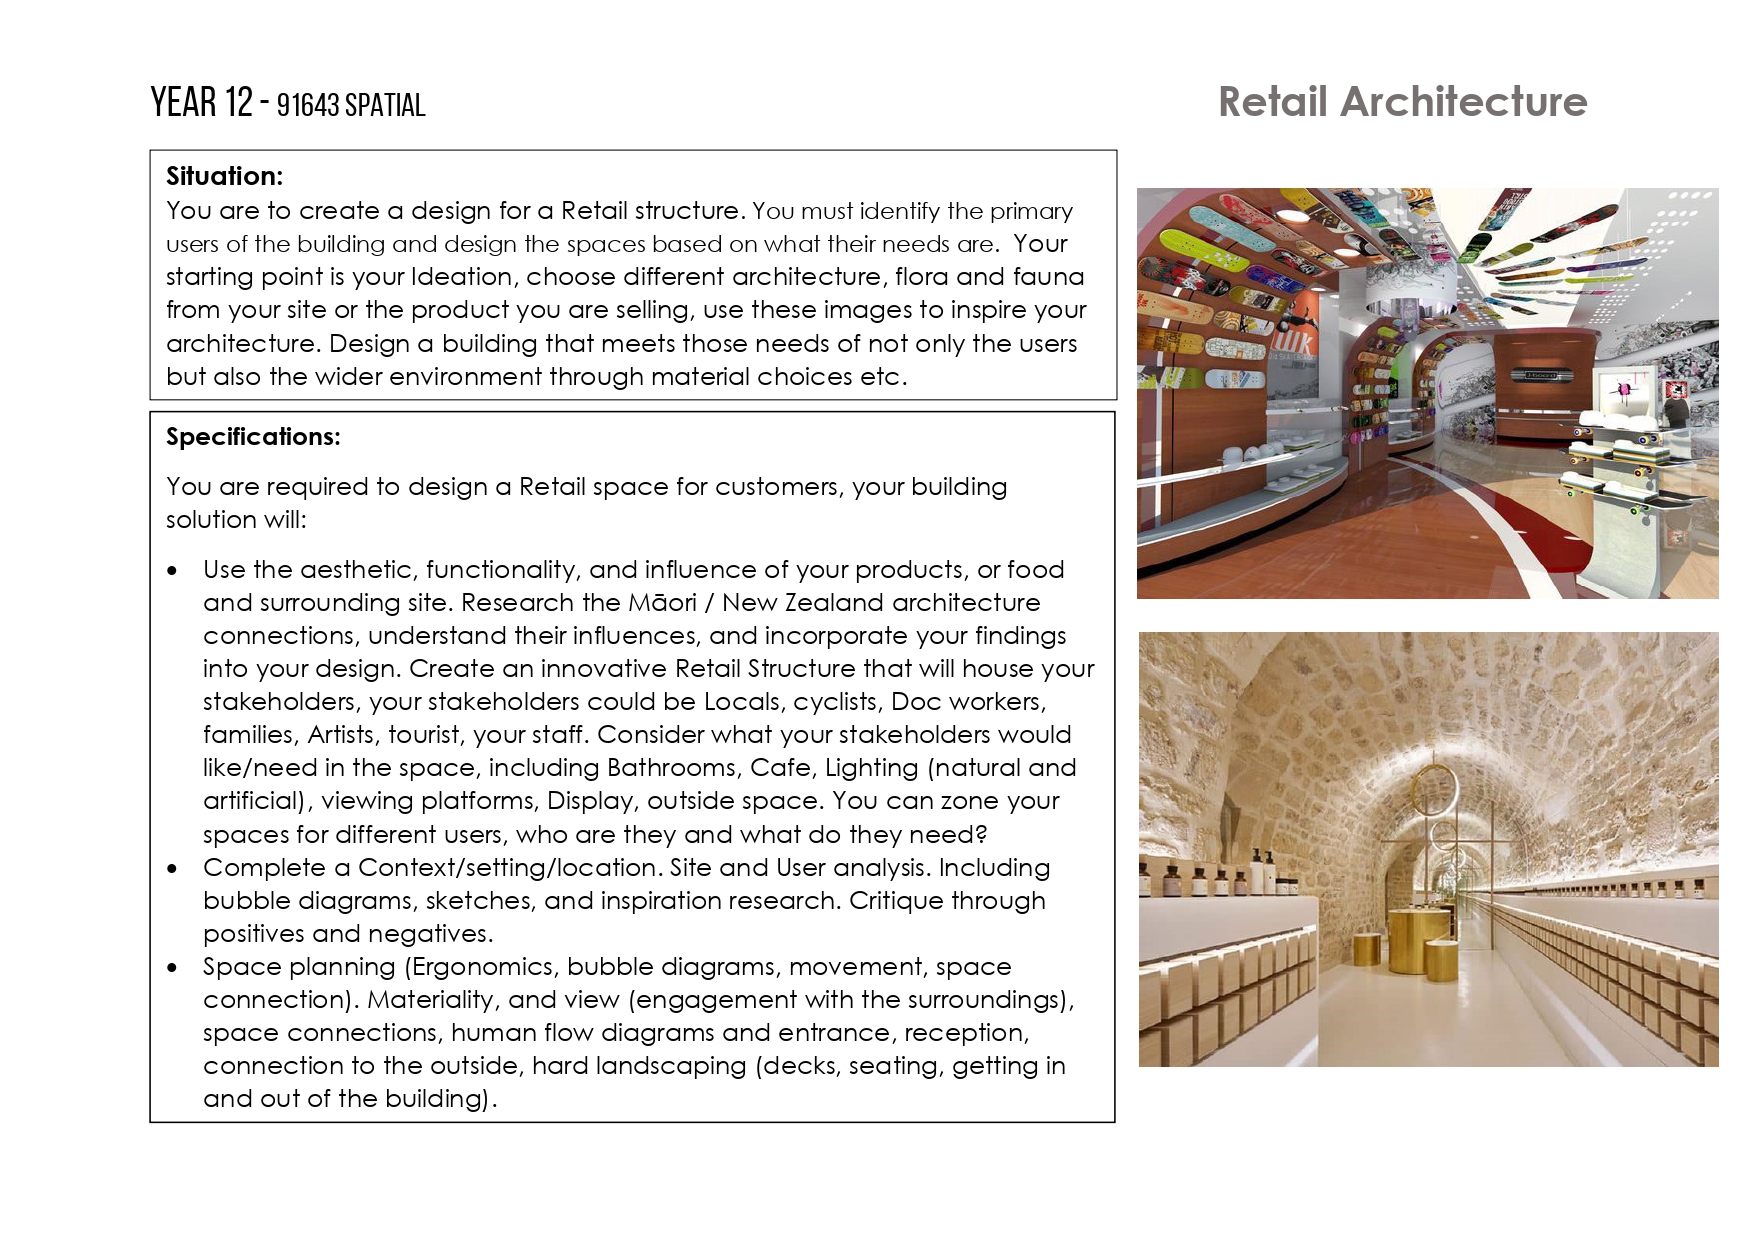 YEAR 12 - 91643 SPATIAL
Retail Architecture
Situation:
You are to create a design for a Retail structure. You must identify the primary
users of the building and design the spaces based on what their needs are.  Your
starting point is your Ideation, choose different architecture, flora and fauna
from your site or the product you are selling, use these images to inspire your
architecture. Design a building that meets those needs of not only the users
but also the wider environment through material choices etc.
Specifications:
You are required to design a Retail space for customers, your building
solution will:
• Use the aesthetic, functionality, and influence of your products, or food
and surrounding site. Research the Māori / New Zealand architecture
connections, understand their influences, and incorporate your findings
into your design. Create an innovative Retail Structure that will house your
stakeholders, your stakeholders could be Locals, cyclists, Doc workers,
families, Artists, tourist, your staff. Consider what your stakeholders would
like/need in the space, including Bathrooms, Cafe, Lighting (natural and
artificial), viewing platforms, Display, outside space. You can zone your
spaces for different users, who are they and what do they need?
• Complete a Context/setting/location. Site and User analysis. Including
bubble diagrams, sketches, and inspiration research. Critique through
positives and negatives.
• Space planning (Ergonomics, bubble diagrams, movement, space
connection). Materiality, and view (engagement with the surroundings),
space connections, human flow diagrams and entrance, reception,
connection to the outside, hard landscaping (decks, seating, getting in
and out of the building).